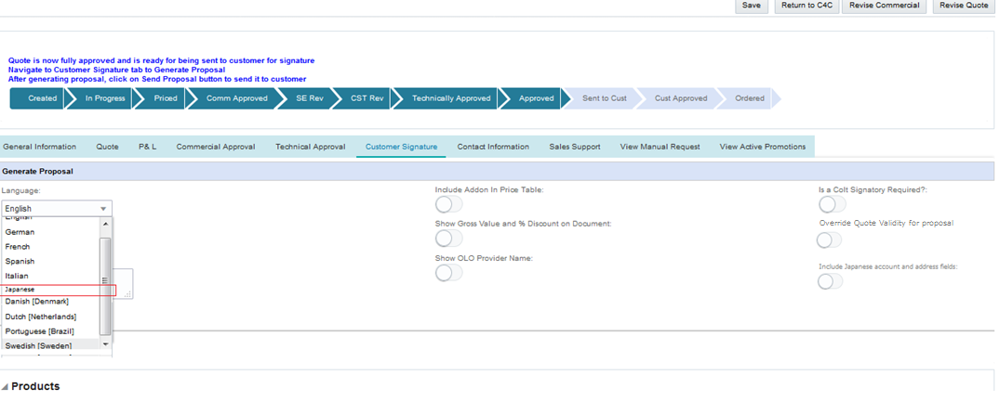 Save
Return to C4C
Revise Commercial
Revise Quote
Quote is now fully approved and is ready for being sent to customer for signature
Navigate to Customer Signature tab to Generate Proposal
After generating proposal, click on Send Proposal button to send it to customer
Created
In Progress
Priced
Comm Approved
SE Rev
CST Rev
Technically Approved
Approved
Sent to Cust
Cust Approved
Ordered
General Information
Quote
P& L
Commercial Approval
Technical Approval
Customer Signature
Contact Information
Sales Support
View Manual Request
View Active Promotions
Generate Proposal
Language:
English
English
German
French
Spanish
Italian
Japanese
Danish [Denmark]
Dutch [Netherlands]
Portuguese [Brazil]
Swedish [Sweden]
Include Addon In Price Table:
Show Gross Value and % Discount on Document:
Show OLO Provider Name:
Is a Colt Signatory Required?:
Override Quote Validity for proposal
Include Japanese account and address fields:
Products